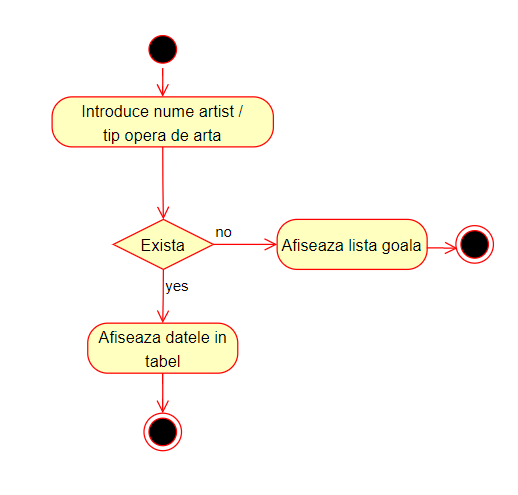 Introduce nume artist /
tip opera de arta
Exista
no
Afiseaza lista goala
yes
Afiseaza datele in
tabel